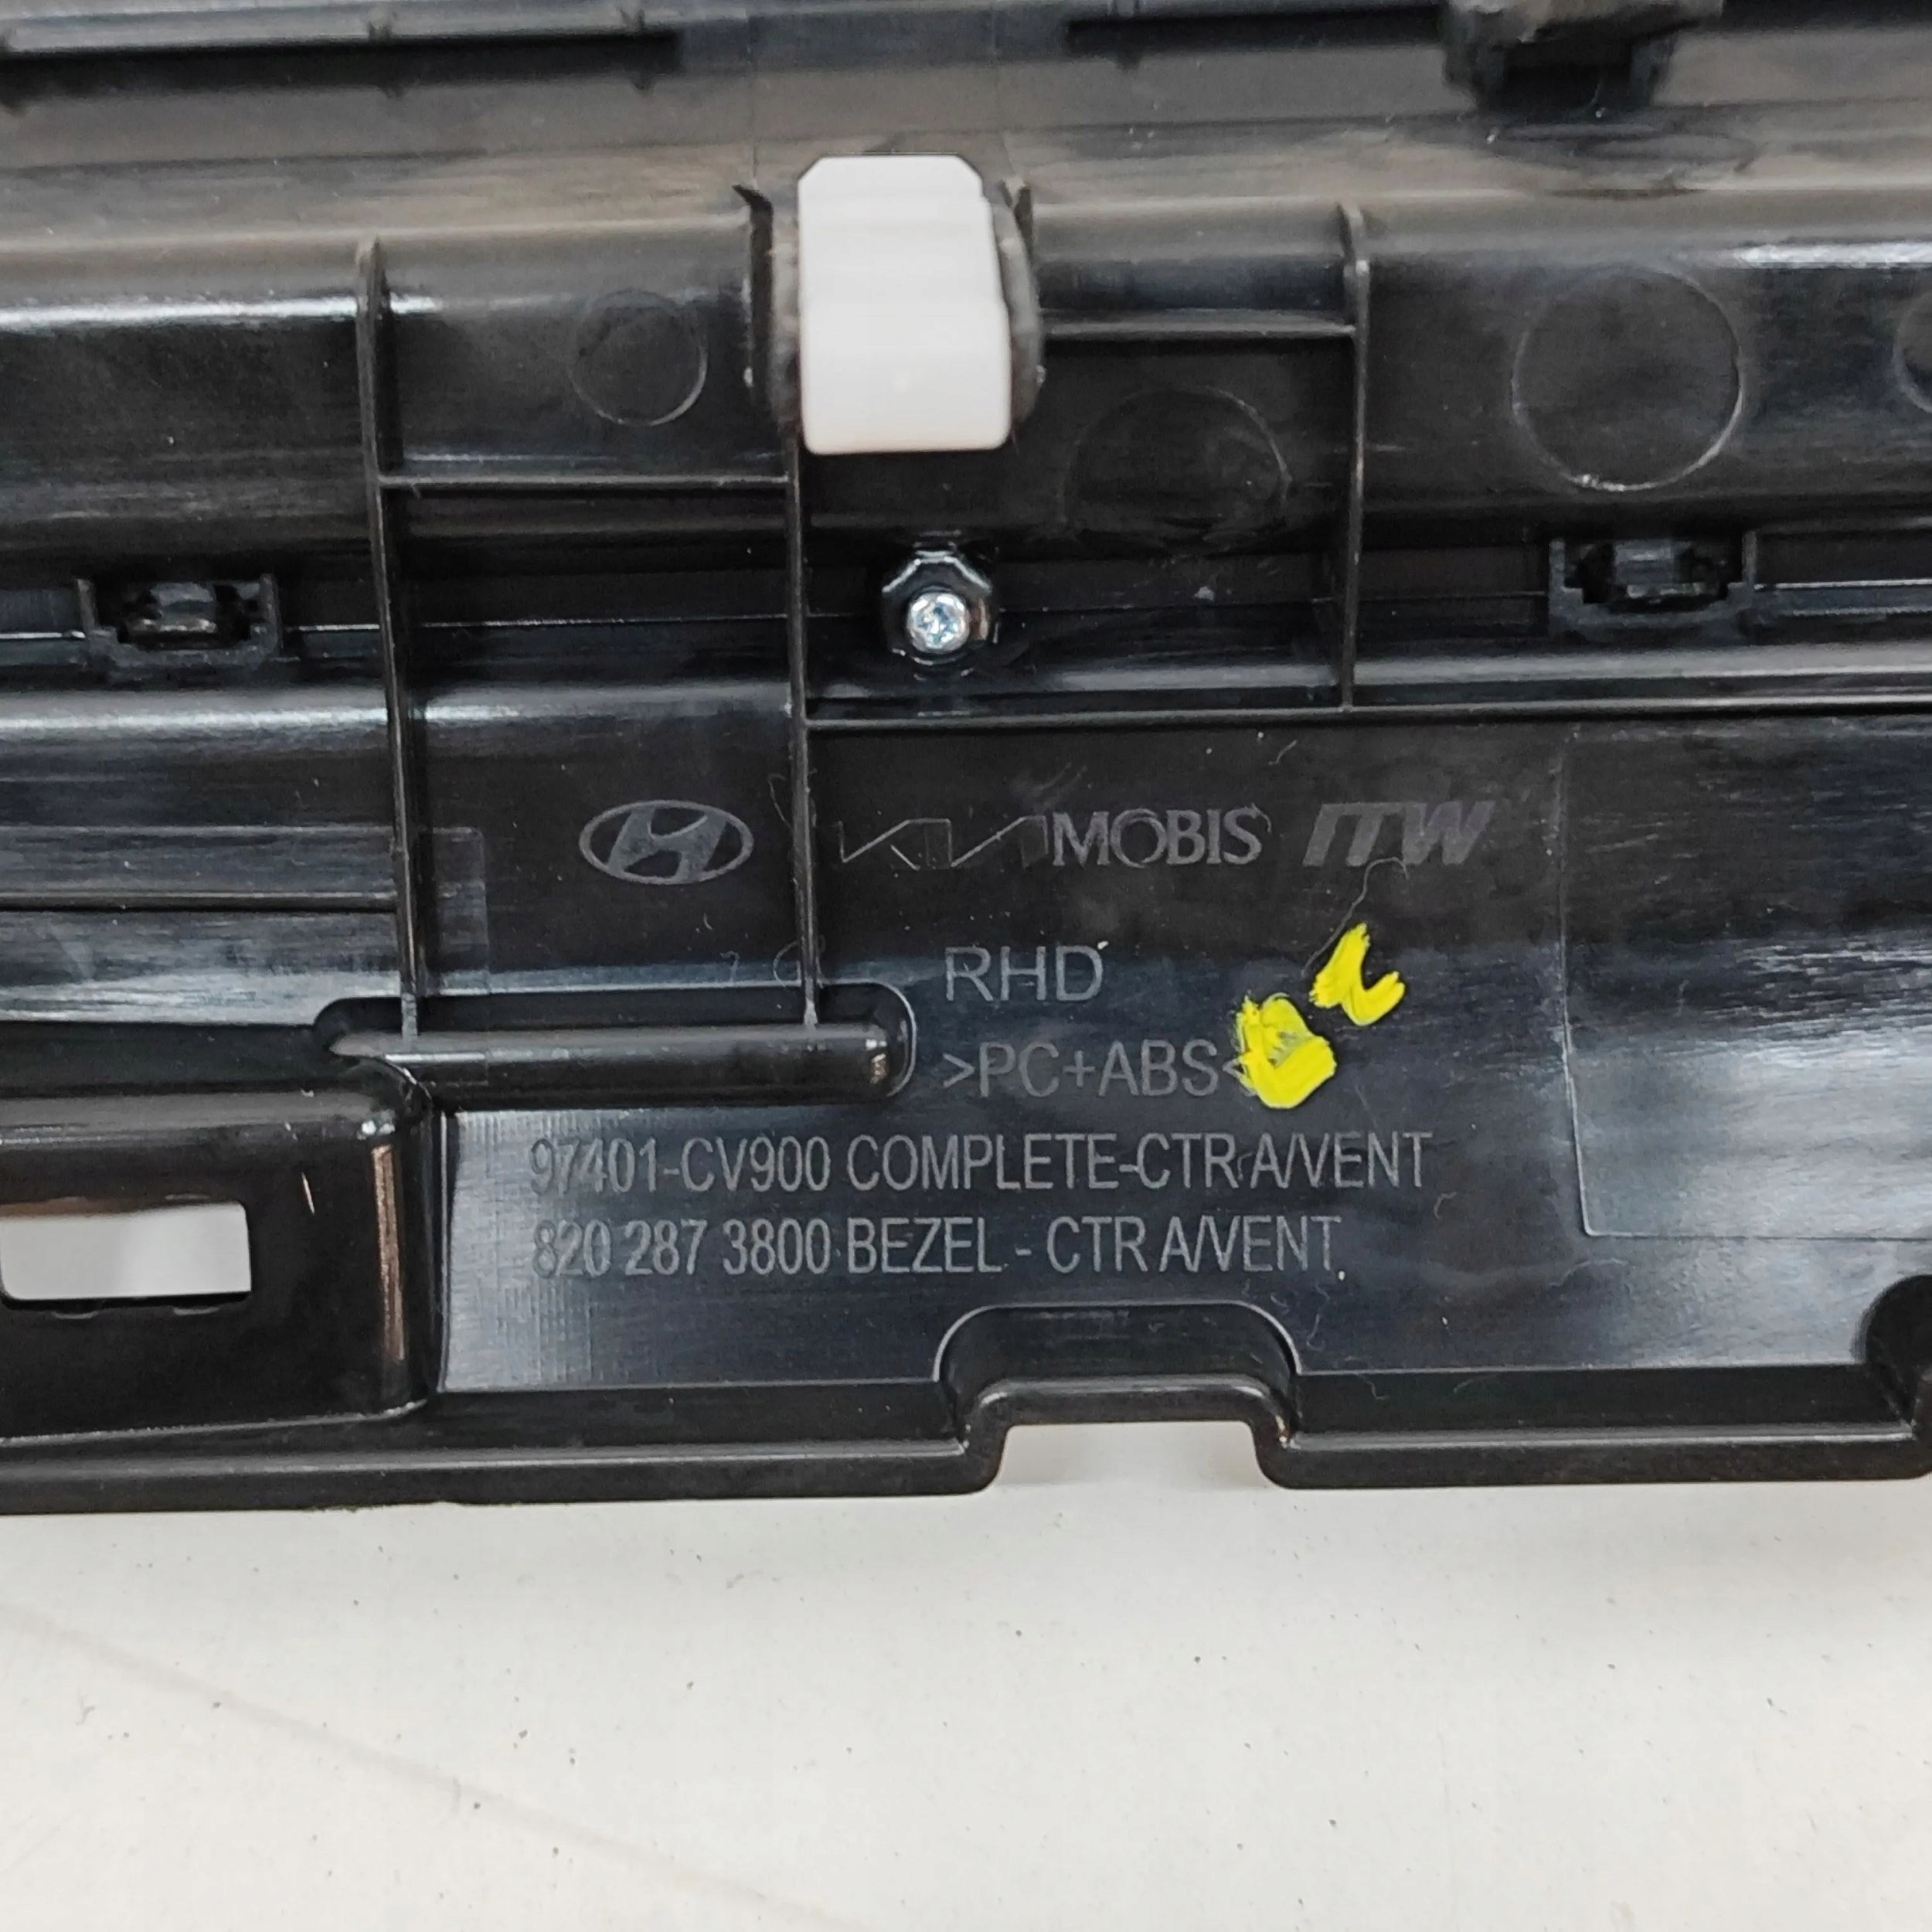 KIA MOBIS ITW
RHD
>PC+ABS<
97401-CV900 COMPLETE-CTR A/VENT
820 287 3800 BEZEL - CTR A/VENT